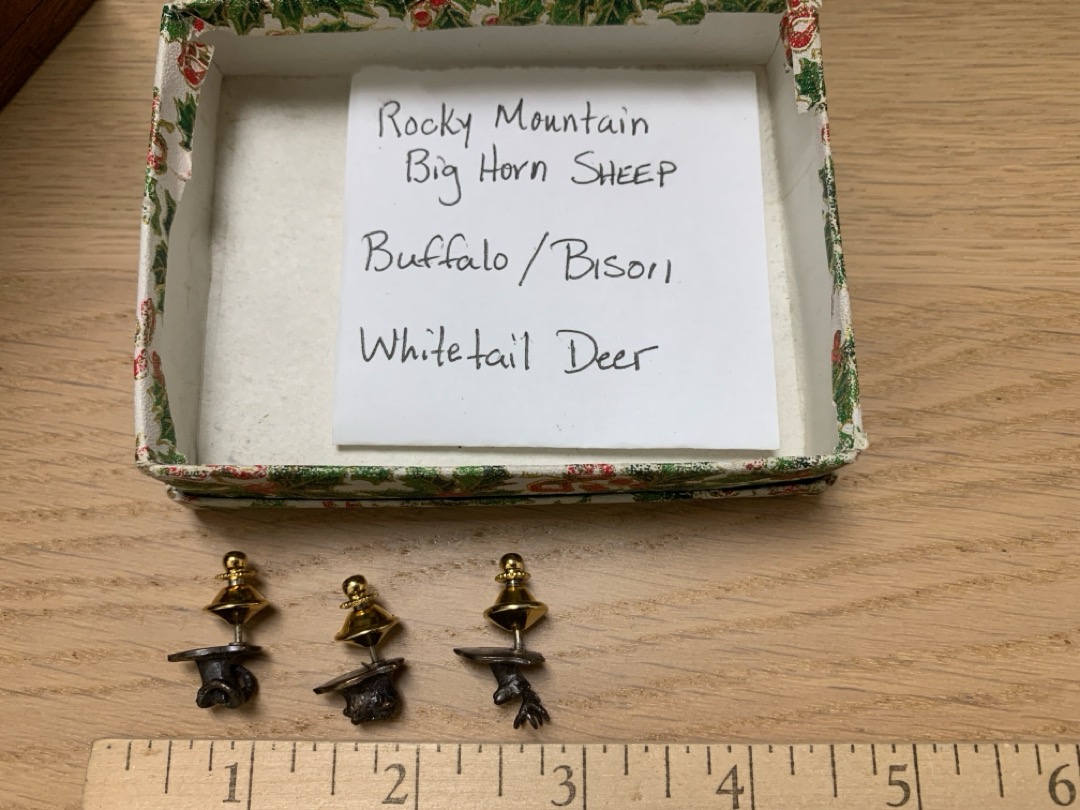 Rocky Mountain
Big Horn SHEEP
Buffalo / Bison
Whitetail Deer
1 2 3 4 5 6